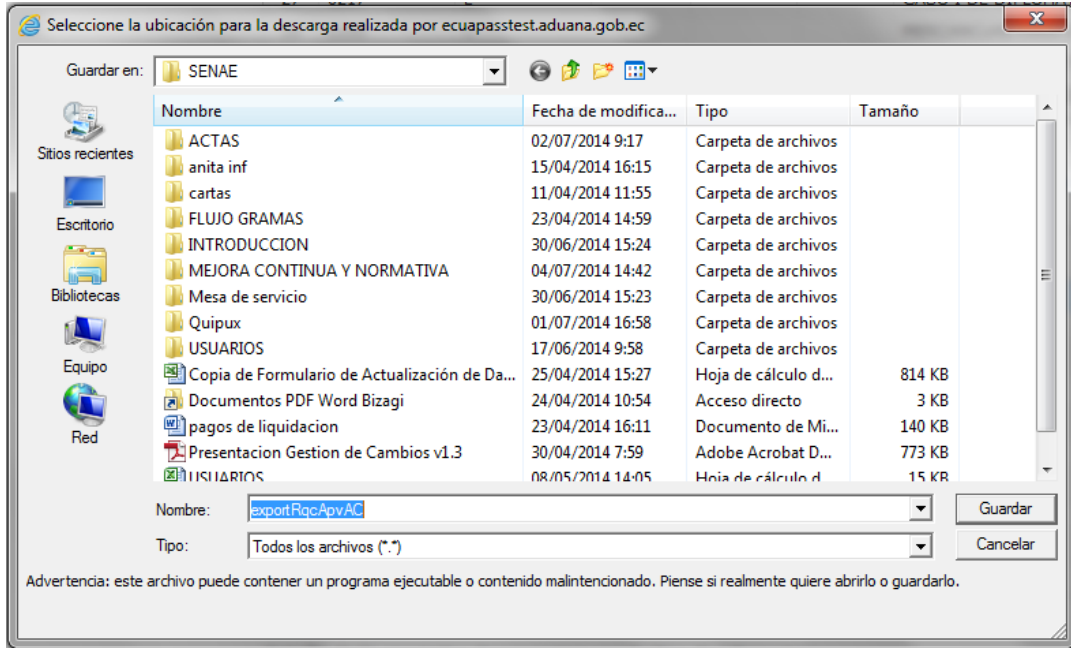 Seleccione la ubicación para la descarga realizada por ecuapasstest.aduana.gob.ec
Guardar en: SENAE
Nombre Fecha de modifica... Tipo Tamaño
ACTAS 02/07/2014 9:17 Carpeta de archivos
anita inf 15/04/2014 16:15 Carpeta de archivos
cartas 11/04/2014 11:55 Carpeta de archivos
FLUJO GRAMAS 23/04/2014 14:59 Carpeta de archivos
INTRODUCCION 30/06/2014 15:24 Carpeta de archivos
MEJORA CONTINUA Y NORMATIVA 04/07/2014 14:42 Carpeta de archivos
Mesa de servicio 30/06/2014 15:23 Carpeta de archivos
Quipux 01/07/2014 16:58 Carpeta de archivos
USUARIOS 17/06/2014 9:58 Carpeta de archivos
Copia de Formulario de Actualización de Da... 25/04/2014 15:27 Hoja de cálculo d... 814 KB
Documentos PDF Word Bizagi 24/04/2014 10:54 Acceso directo 3 KB
pagos de liquidacion 23/04/2014 16:11 Documento de Mi... 140 KB
Presentacion Gestion de Cambios v1.3 30/04/2014 7:59 Adobe Acrobat D... 773 KB
USUARIOS 08/05/2014 14:05 Hoja de cálculo d... 15 KB
Sitios recientes
Escritorio
Bibliotecas
Equipo
Red
Nombre: exportRqcApvAC Guardar
Tipo: Todos los archivos (*.*) Cancelar
Advertencia: este archivo puede contener un programa ejecutable o contenido malintencionado. Piense si realmente quiere abrirlo o guardarlo.